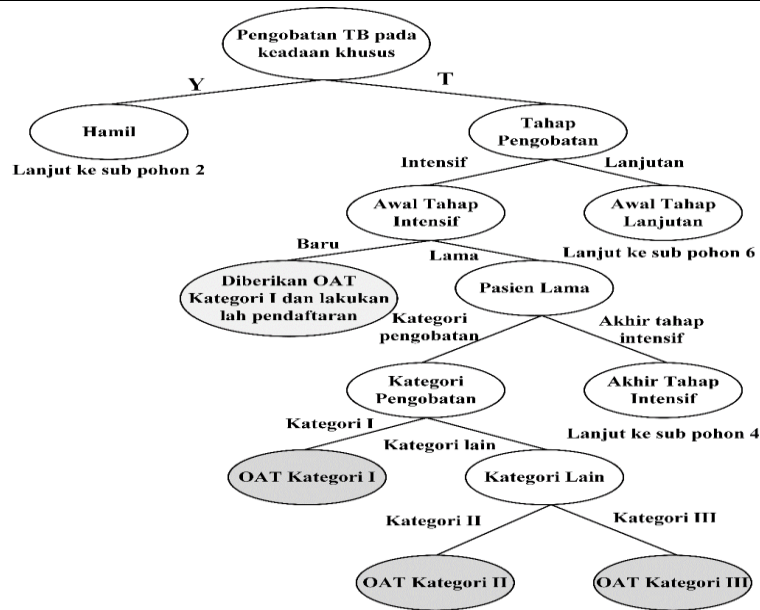 Pengobatan TB pada
keadaan khusus
Y
T
Hamil
Lanjut ke sub pohon 2
Tahap
Pengobatan
Intensif
Lanjutan
Awal Tahap
Intensif
Awal Tahap
Lanjutan
Lanjut ke sub pohon 6
Baru
Lama
Diberikan OAT
Kategori I dan lakukan
lah pendaftaran
Pasien Lama
Kategori
pengobatan
Akhir tahap
intensif
Kategori
Pengobatan
Akhir Tahap
Intensif
Lanjut ke sub pohon 4
Kategori I
Kategori lain
OAT Kategori I
Kategori Lain
Kategori II
Kategori III
OAT Kategori II
OAT Kategori III